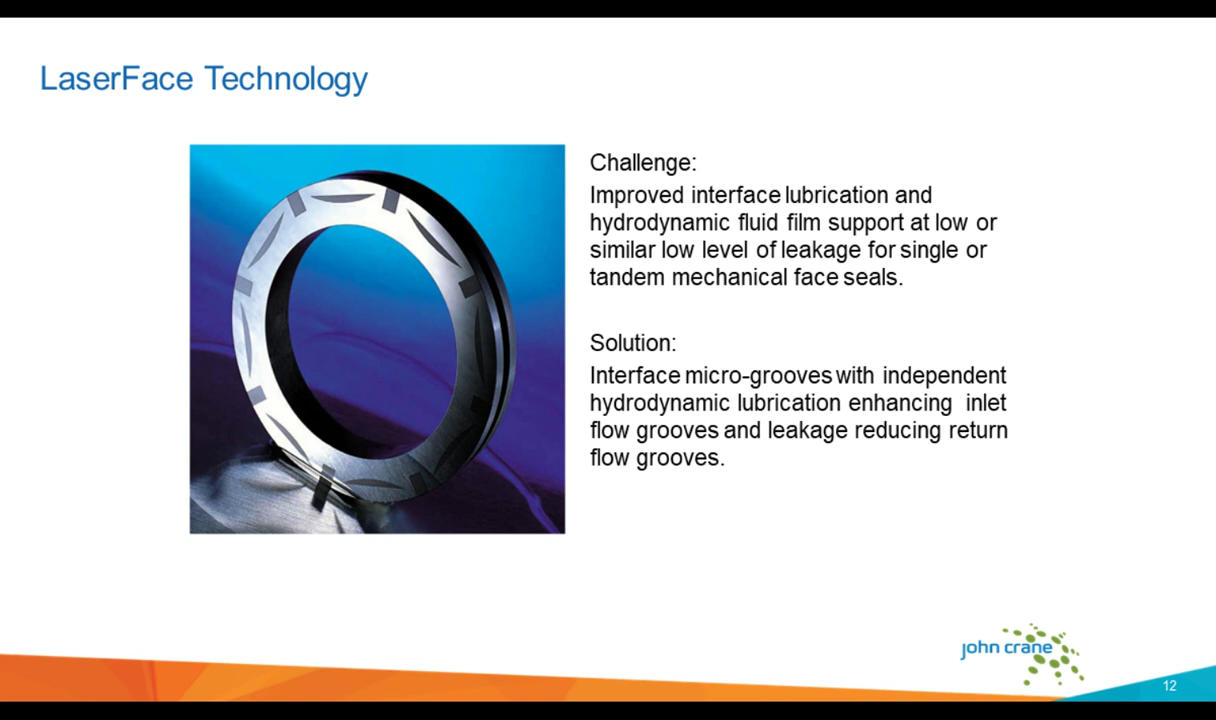 LaserFace Technology
Challenge:
Improved interface lubrication and
hydrodynamic fluid film support at low or
similar low level of leakage for single or
tandem mechanical face seals.
Solution:
Interface micro-grooves with independent
hydrodynamic lubrication enhancing inlet
flow grooves and leakage reducing return
flow grooves.
john crane
12